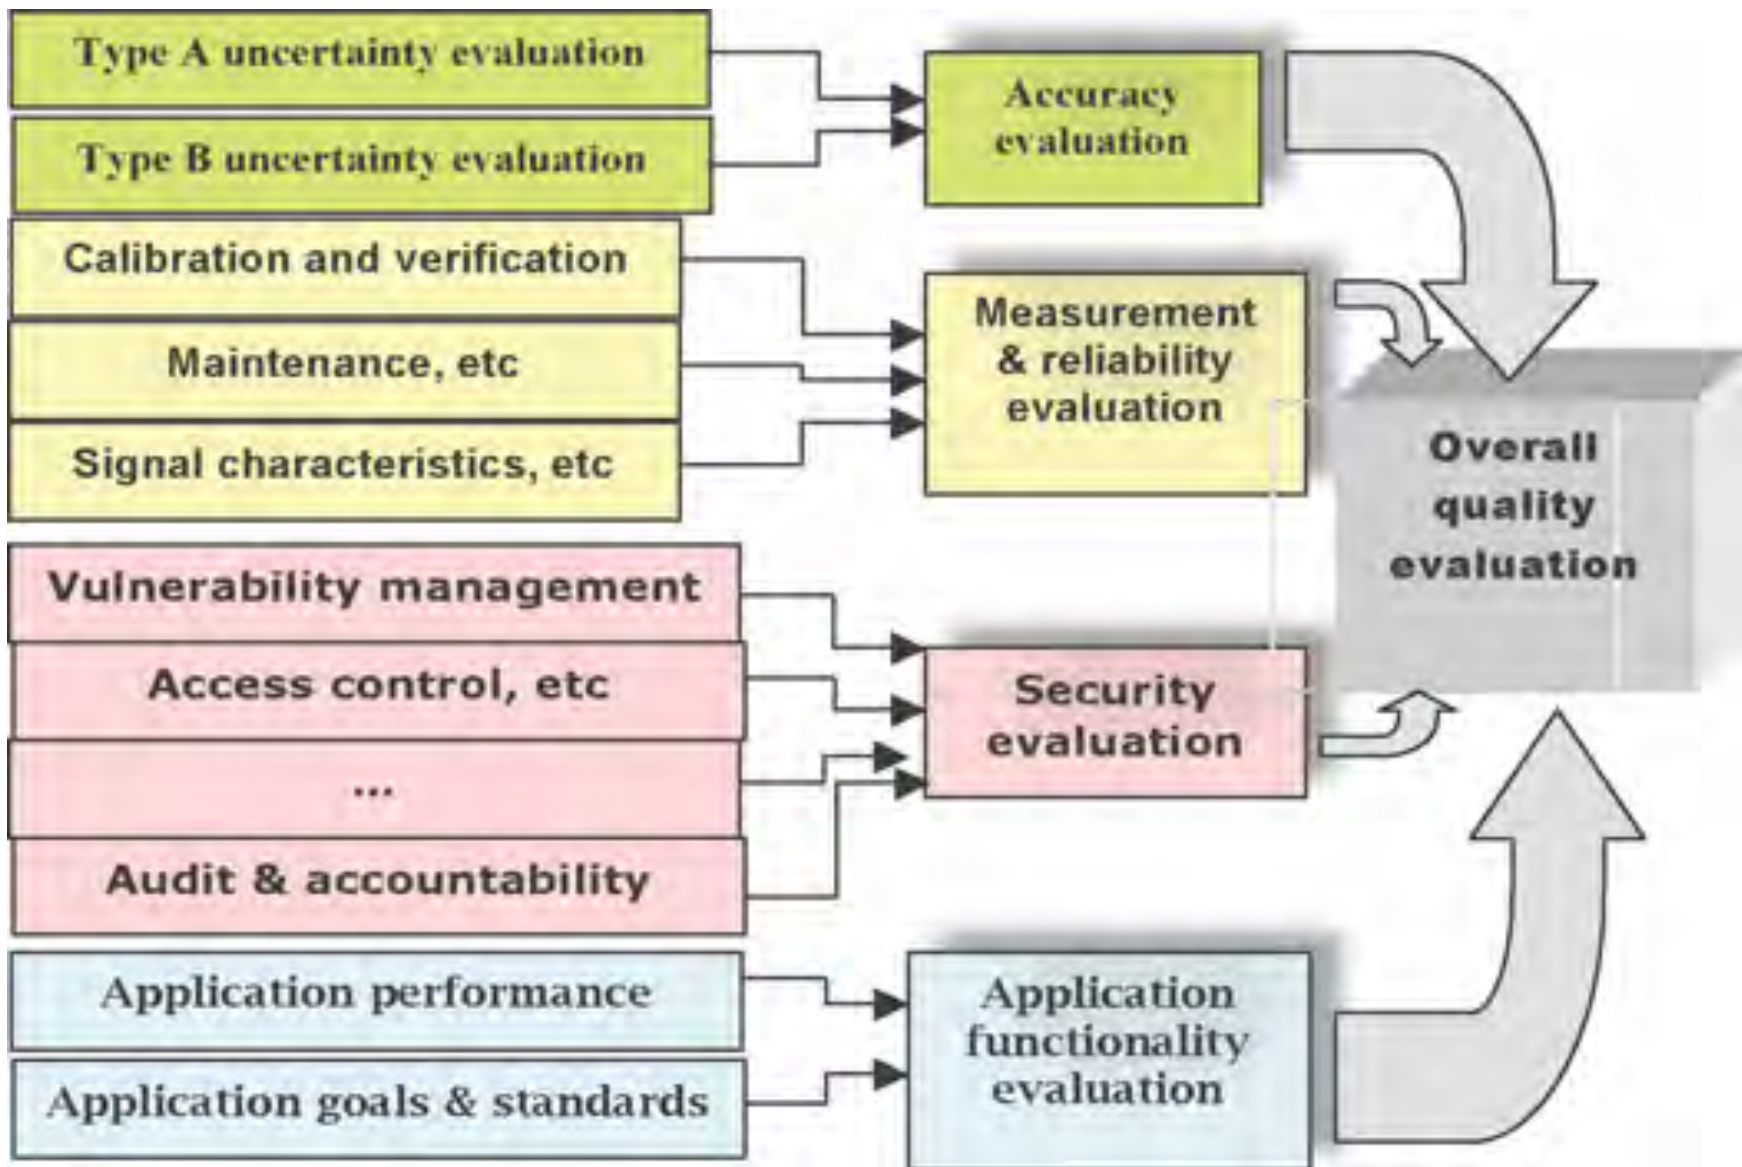 Type A uncertainty evaluation
Type B uncertainty evaluation
Accuracy
evaluation
Calibration and verification
Maintenance, etc
Signal characteristics, etc
Measurement
& reliability
evaluation
Vulnerability management
Access control, etc
...
Audit & accountability
Security
evaluation
Application performance
Application goals & standards
Application
functionality
evaluation
Overall
quality
evaluation